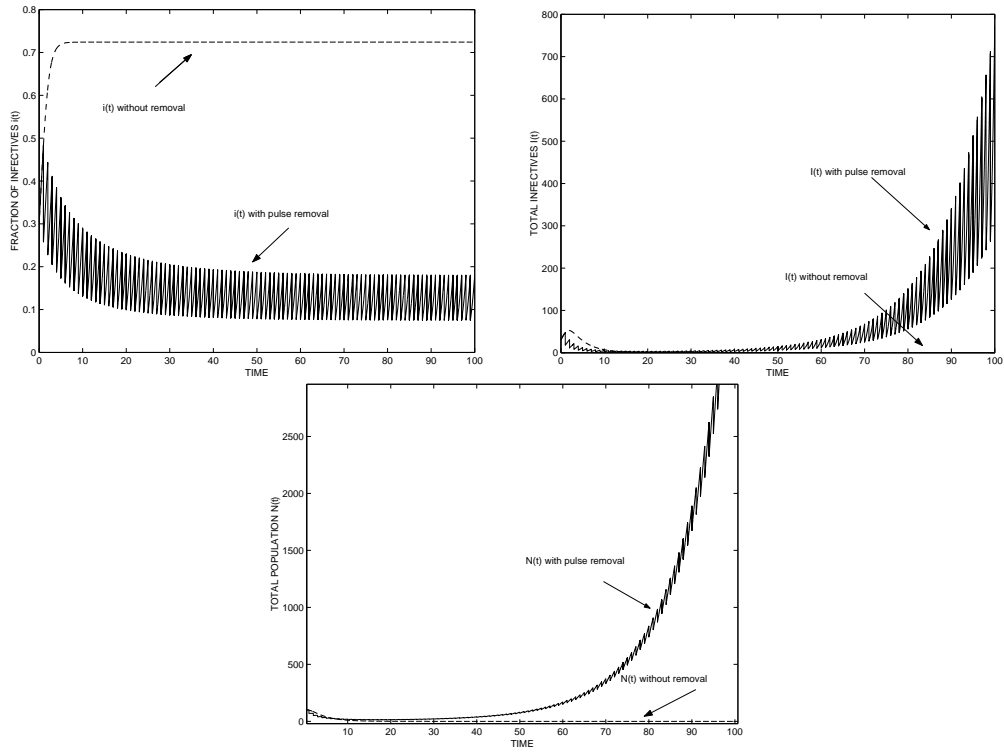 0.8
0.7
0.6
0.5
0.4
0.3
0.2
0.1
0
FRACTION OF INFECTIVES i(t)
i(t) without removal
i(t) with pulse removal
0 10 20 30 40 50 60 70 80 90 100
TIME
800
700
600
500
400
300
200
100
0
TOTAL INFECTIVES I(t)
I(t) with pulse removal
I(t) without removal
0 10 20 30 40 50 60 70 80 90 100
TIME
2500
2000
1500
1000
500
0
TOTAL POPULATION N(t)
N(t) with pulse removal
N(t) without removal
10 20 30 40 50 60 70 80 90 100
TIME